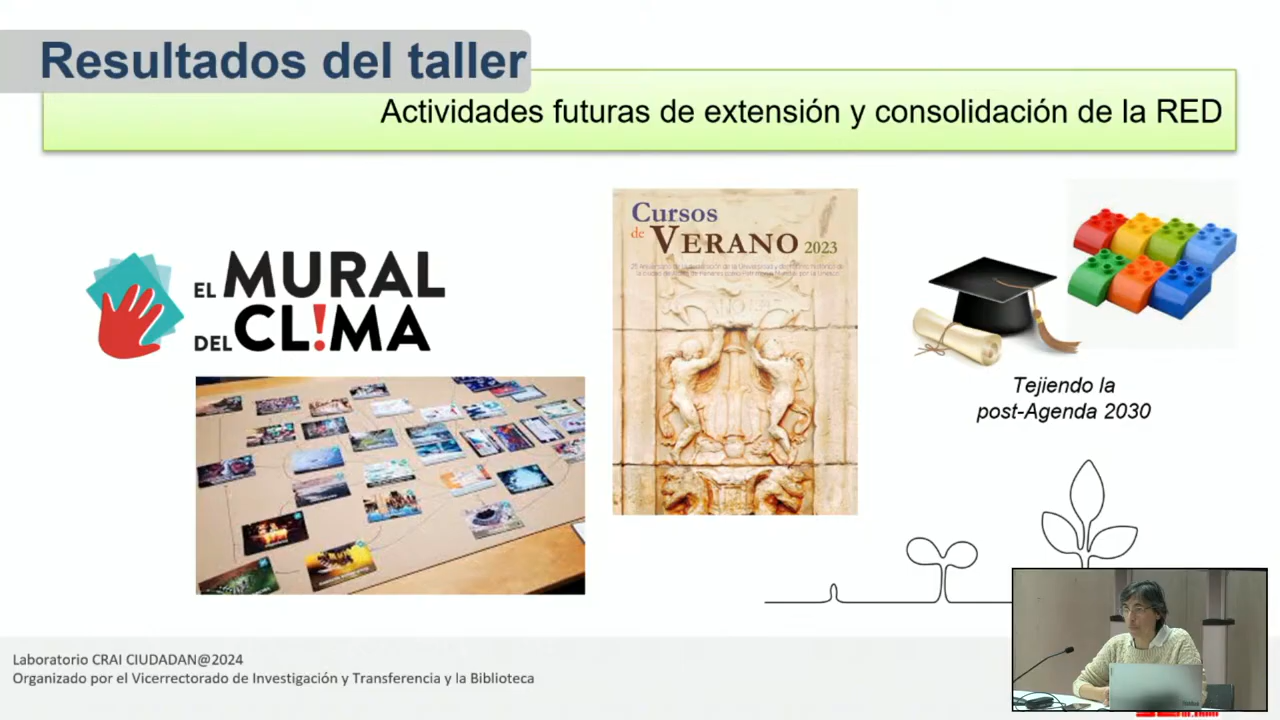 Resultados del taller
Actividades futuras de extensión y consolidación de la RED
EL MURAL
DEL CL!MA
Cursos
de VERANO 2023
Tejiendo la
post-Agenda 2030
Laboratorio CRAI CIUDADAN@2024
Organizado por el Vicerrectorado de Investigación y Transferencia y la Biblioteca